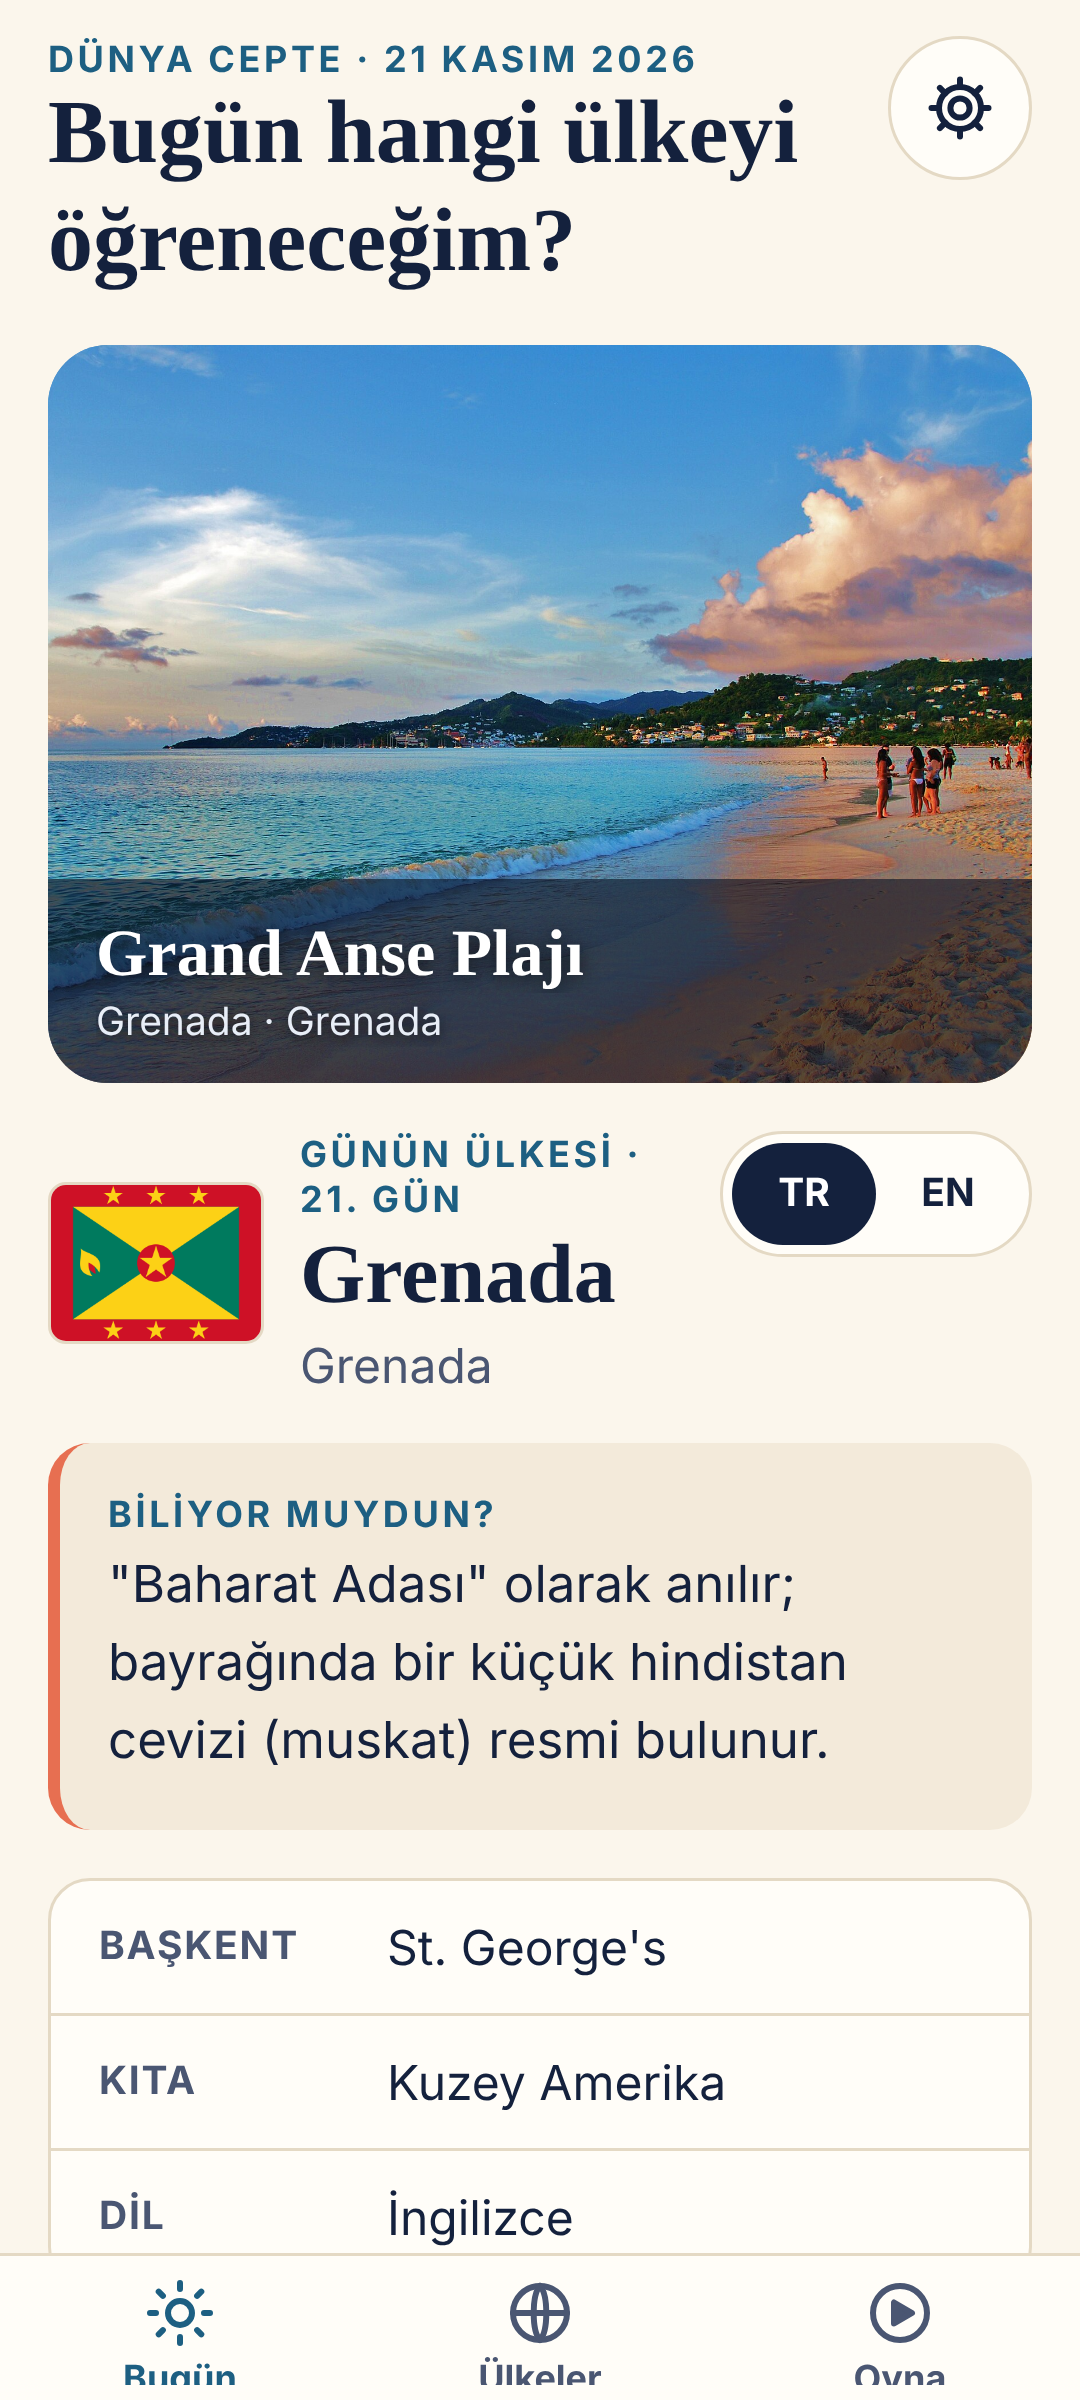 DÜNYA CEPTE · 21 KASIM 2026
Bugün hangi ülkeyi
öğreneceğim?
Grand Anse Plajı
Grenada · Grenada
GÜNÜN ÜLKESİ ·
21. GÜN
TR
EN
Grenada
Grenada
BİLİYOR MUYDUN?
"Baharat Adası" olarak anılır;
bayrağında bir küçük hindistan
cevizi (muskat) resmi bulunur.
BAŞKENT St. George's
KITA Kuzey Amerika
DİL İngilizce
Bugün Ülkeler Oyna